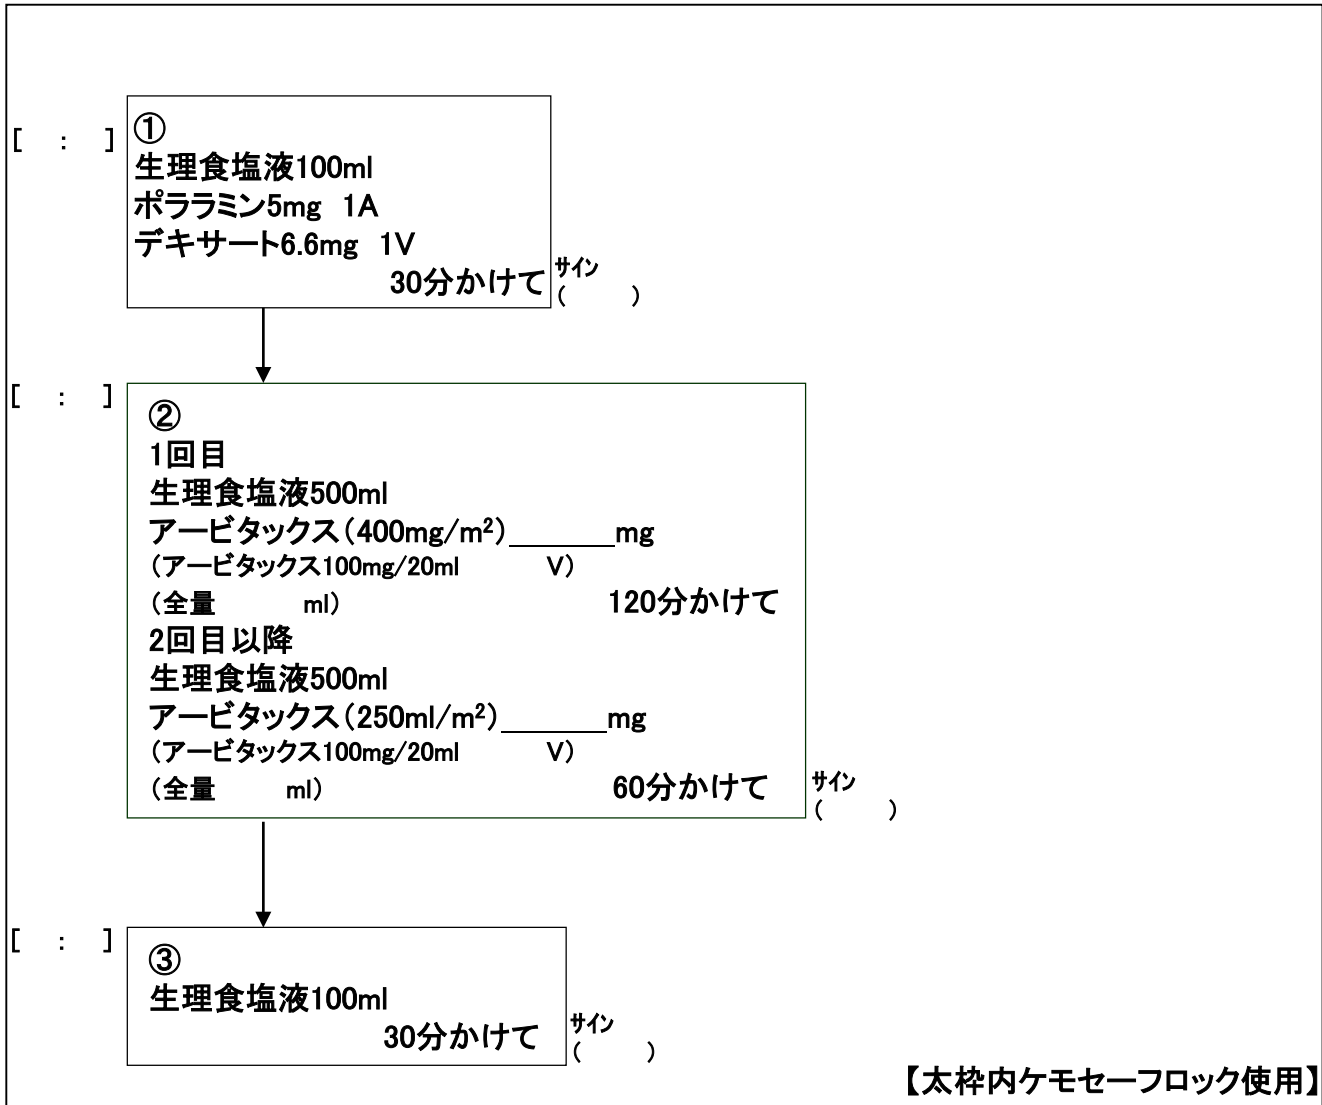 [ : ]
①
生理食塩液100ml
ポララミン5mg 1A
デキサート6.6mg 1V
30分かけて
サイン
( )
[ : ]
②
1回目
生理食塩液500ml
アービタックス(400mg/m²)_______mg
(アービタックス100mg/20ml V)
(全量 ml) 120分かけて
2回目以降
生理食塩液500ml
アービタックス(250ml/m²)_______mg
(アービタックス100mg/20ml V)
(全量 ml) 60分かけて
サイン
( )
[ : ]
③
生理食塩液100ml
30分かけて
サイン
( )
【太枠内ケモセーフロック使用】